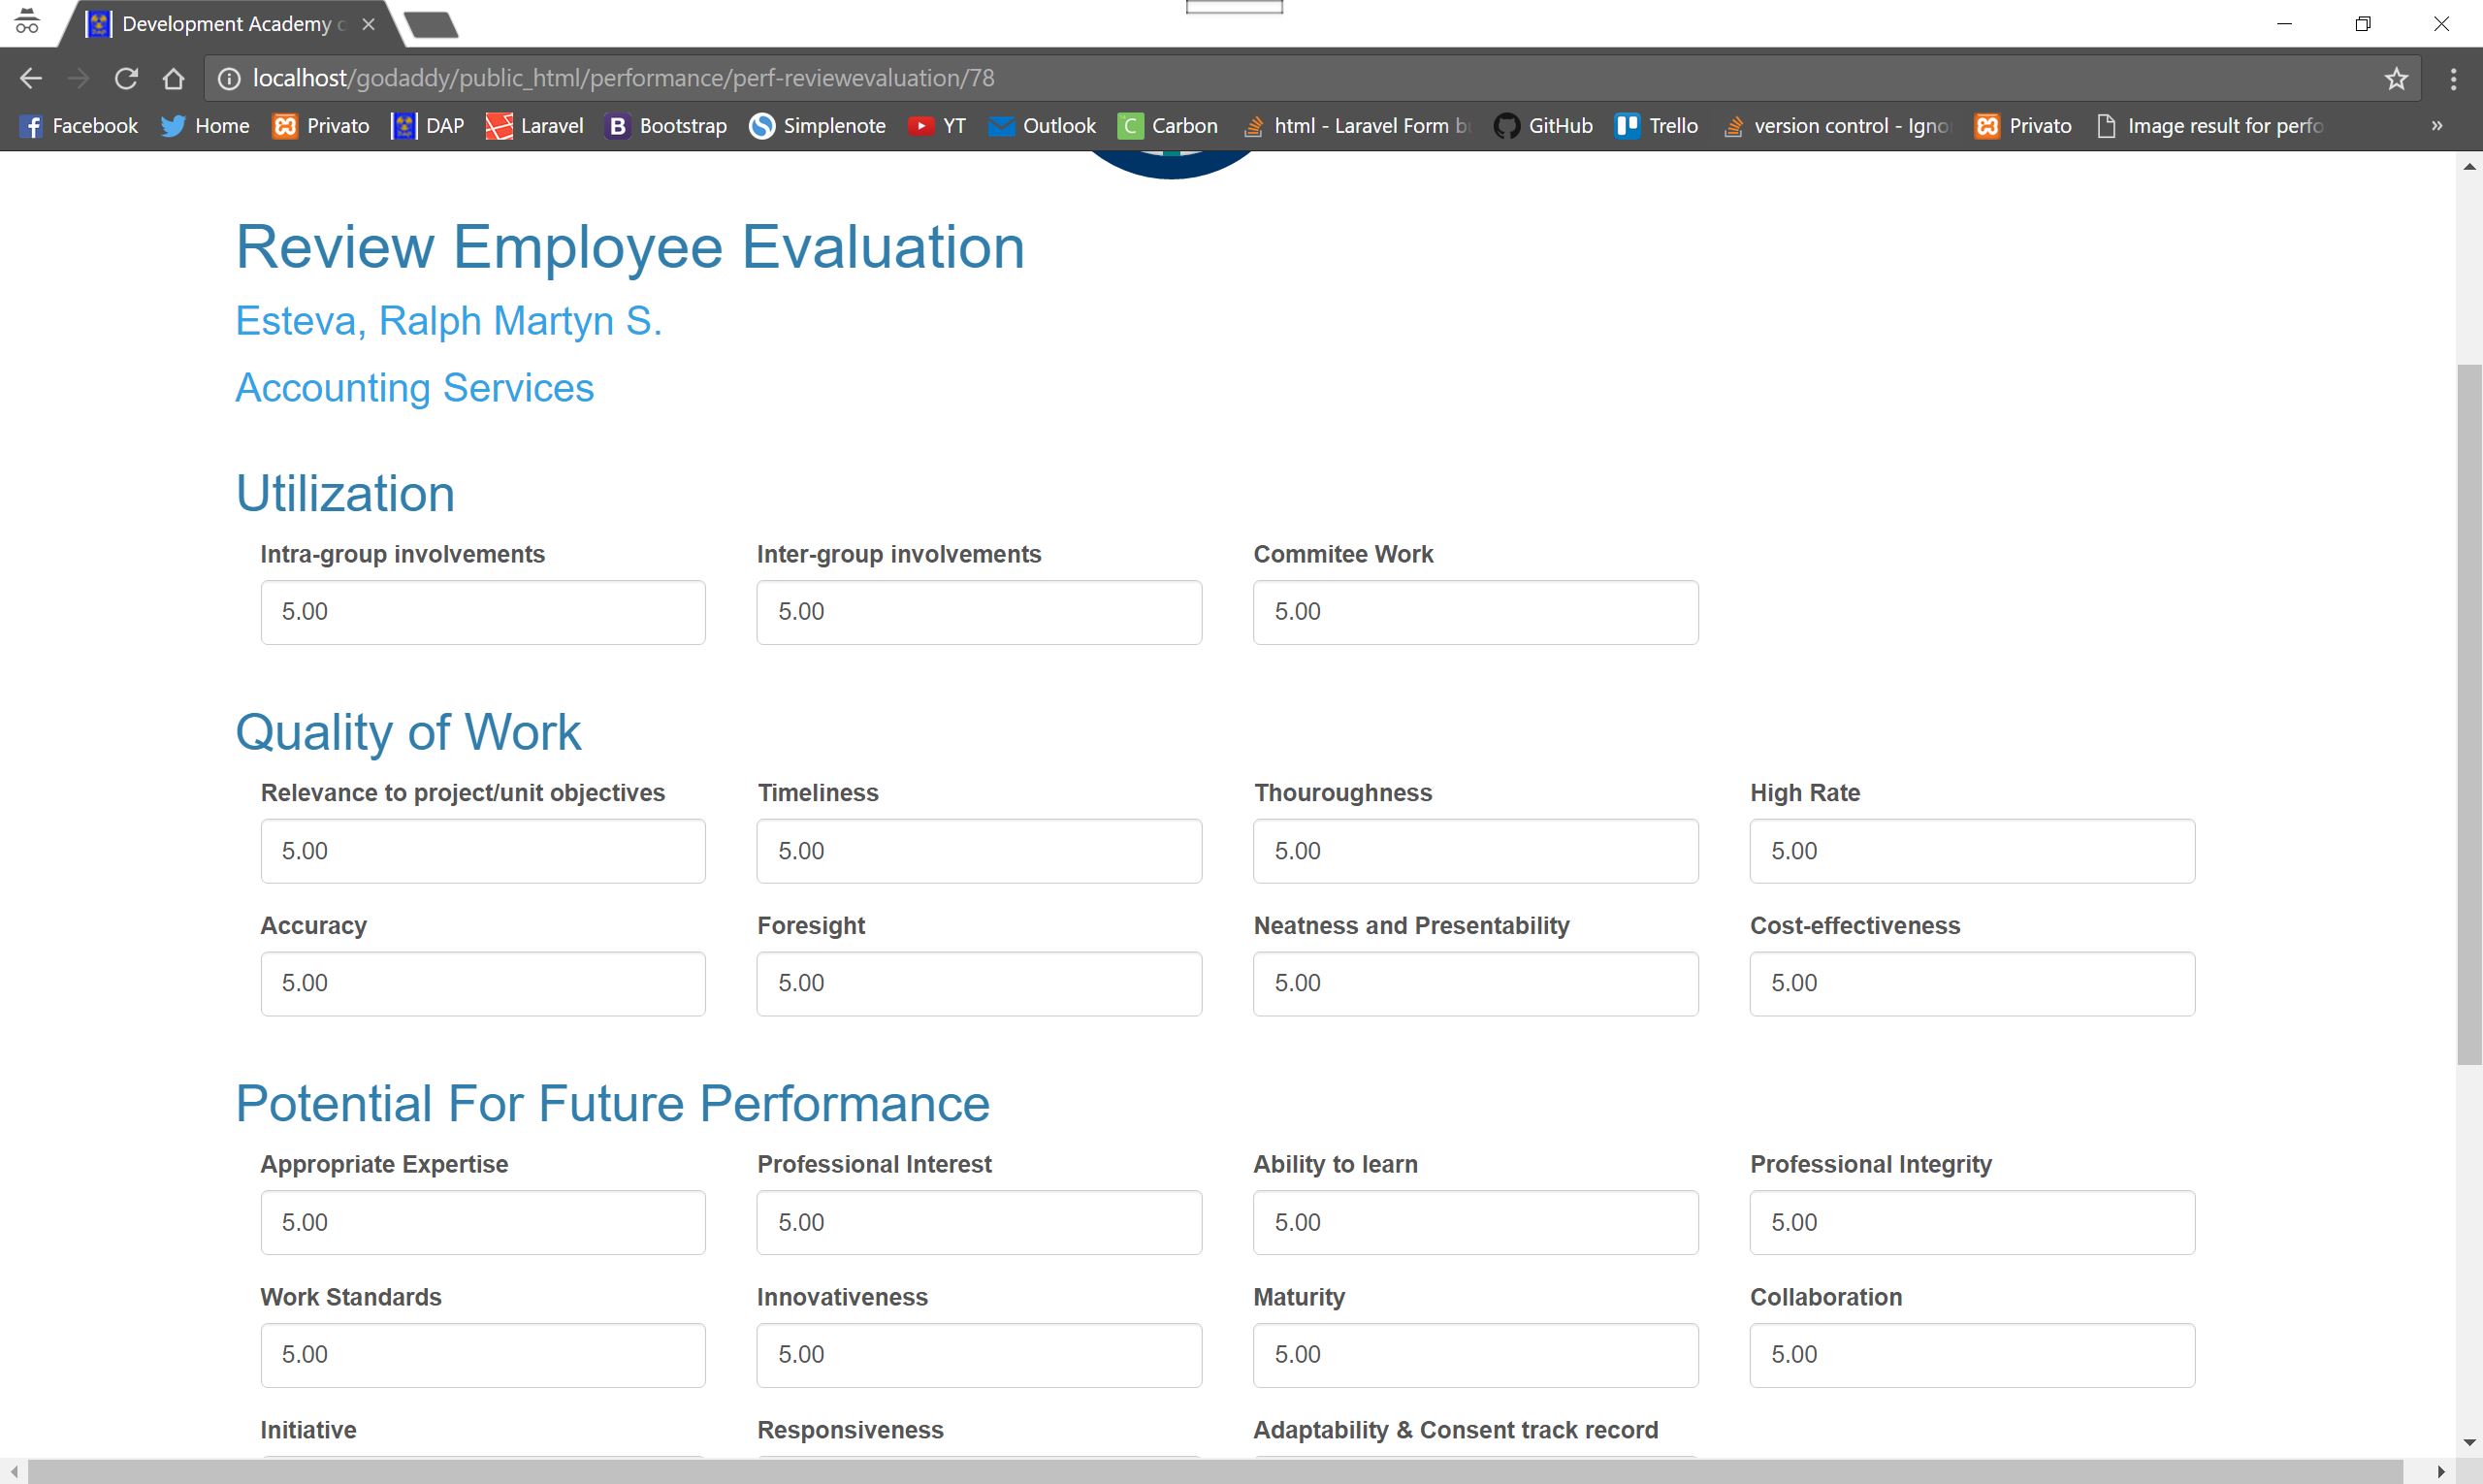 Development Academy
localhost/godaddy/public_html/performance/perf-reviewevaluation/78
Facebook Home Privato DAP Laravel Bootstrap Simplenote YT Outlook Carbon html - Laravel Form GitHub Trello version control - Privato Image result for
Review Employee Evaluation
Esteva, Ralph Martyn S.
Accounting Services
Utilization
Intra-group involvements Inter-group involvements Commitee Work
5.00 5.00 5.00
Quality of Work
Relevance to project/unit objectives Timeliness Thouroughness High Rate
5.00 5.00 5.00 5.00
Accuracy Foresight Neatness and Presentability Cost-effectiveness
5.00 5.00 5.00 5.00
Potential For Future Performance
Appropriate Expertise Professional Interest Ability to learn Professional Integrity
5.00 5.00 5.00 5.00
Work Standards Innovativeness Maturity Collaboration
5.00 5.00 5.00 5.00
Initiative Responsiveness Adaptability & Consent track record